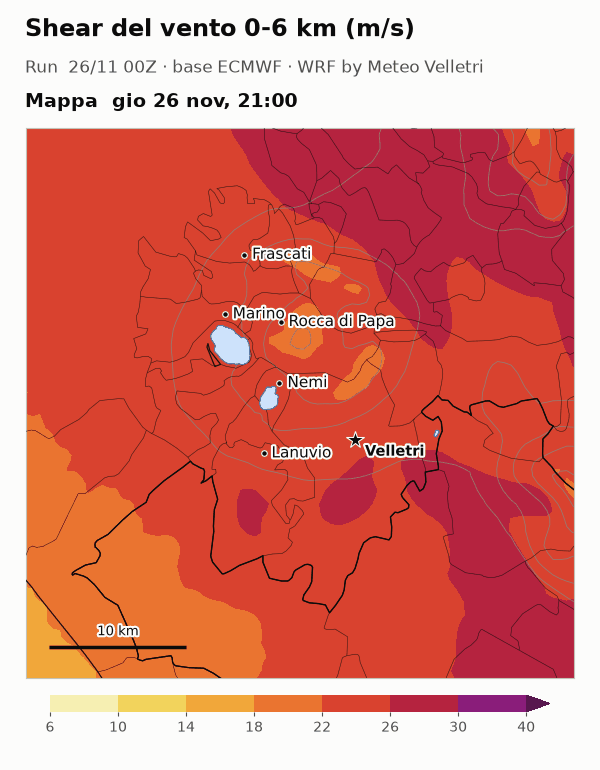 Shear del vento 0-6 km (m/s)
Run  26/11 00Z · base ECMWF · WRF by Meteo Velletri
Mappa  gio 26 nov, 21:00
Frascati
Marino
Rocca di Papa
Nemi
Velletri
Lanuvio
10 km
6 10 14 18 22 26 30 40